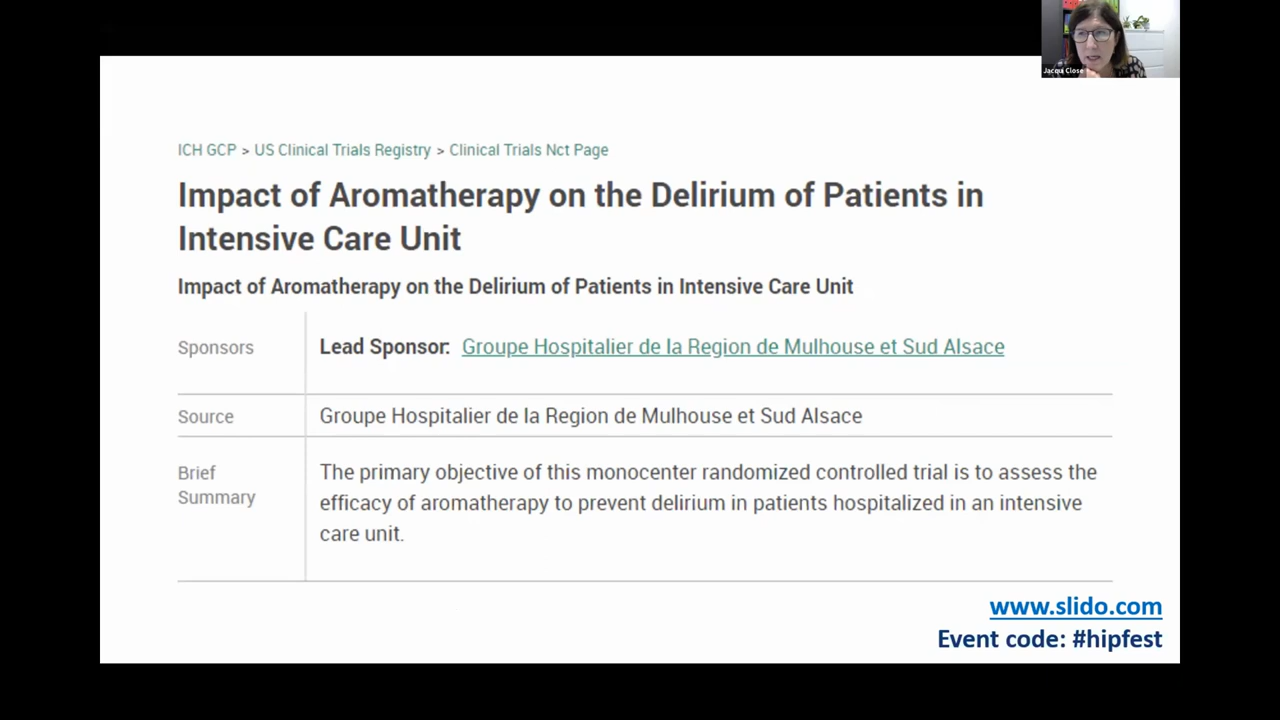 Jacqui Close
ICH GCP > US Clinical Trials Registry > Clinical Trials Nct Page
Impact of Aromatherapy on the Delirium of Patients in
Intensive Care Unit
Impact of Aromatherapy on the Delirium of Patients in Intensive Care Unit
Sponsors
Lead Sponsor: Groupe Hospitalier de la Region de Mulhouse et Sud Alsace
Source
Groupe Hospitalier de la Region de Mulhouse et Sud Alsace
Brief
Summary
The primary objective of this monocenter randomized controlled trial is to assess the
efficacy of aromatherapy to prevent delirium in patients hospitalized in an intensive
care unit.
www.slido.com
Event code: #hipfest